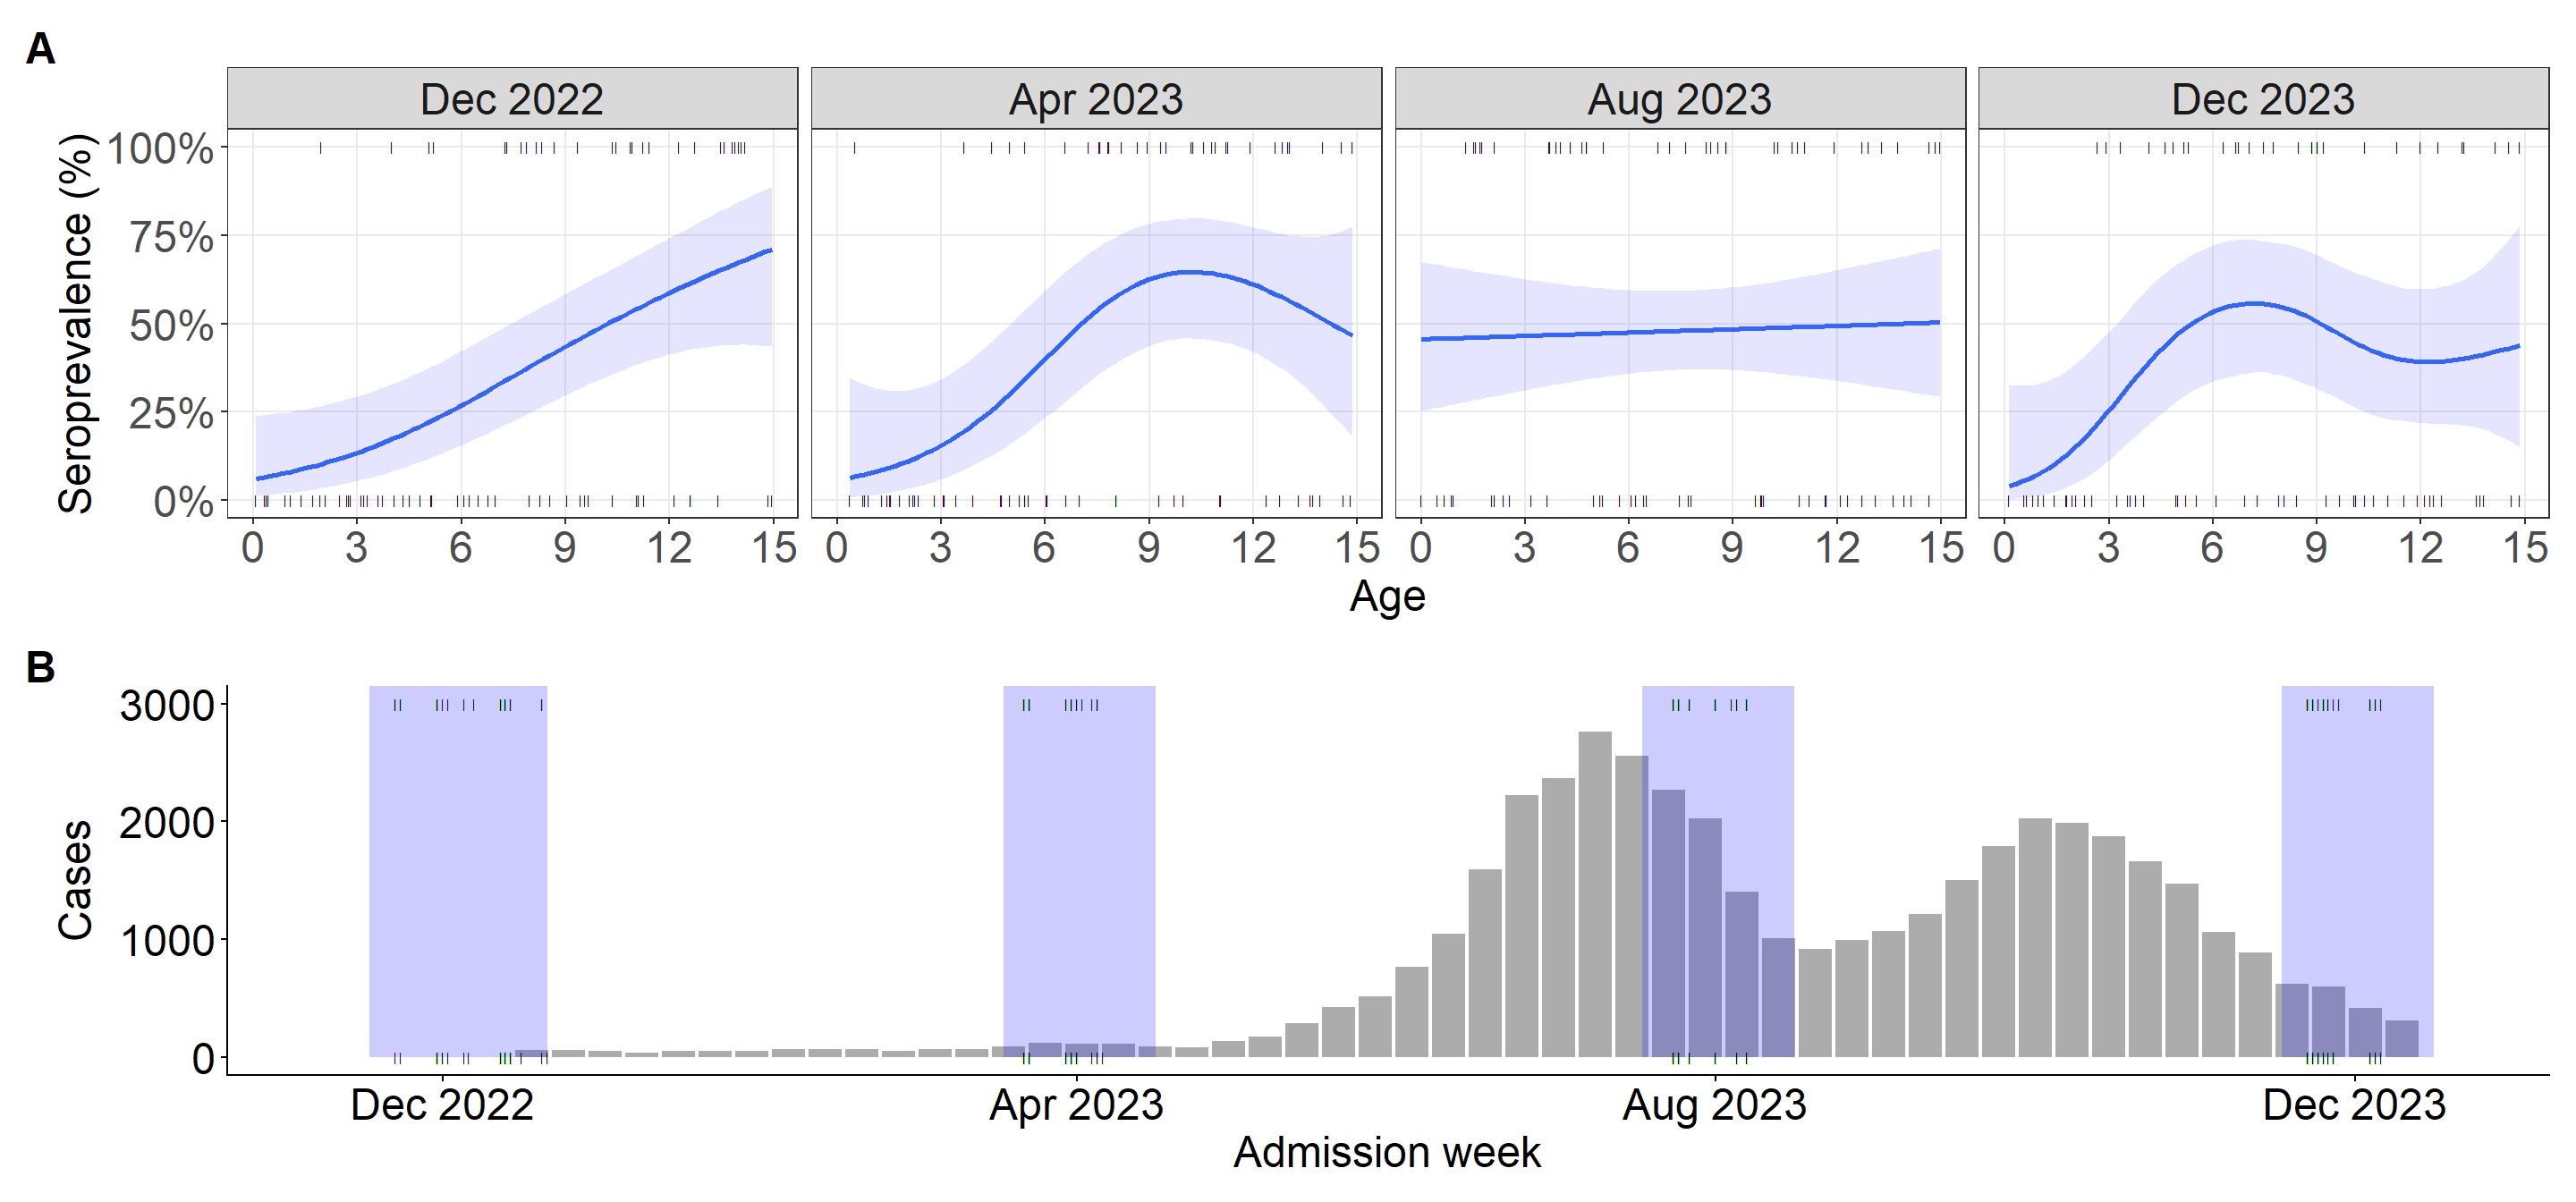 A
Dec 2022 Apr 2023 Aug 2023 Dec 2023
Seroprevalence (%)
100%
75%
50%
25%
0%
0 3 6 9 12 15 0 3 6 9 12 15 0 3 6 9 12 15 0 3 6 9 12 15
Age
B
Cases
3000
2000
1000
0
Dec 2022 Apr 2023 Aug 2023 Dec 2023
Admission week